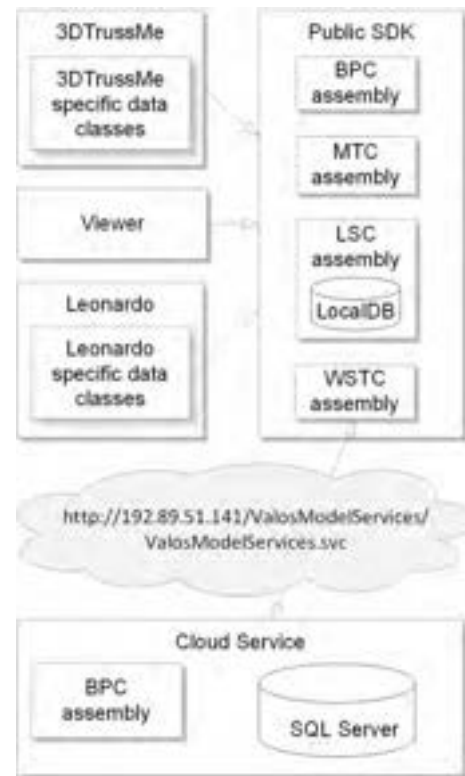 3DTrussMe
3DTrussMe
specific data
classes
Viewer
Leonardo
Leonardo
specific data
classes
Public SDK
BPC
assembly
MTC
assembly
LSC
assembly
LocalDB
WSTC
assembly
http://192.89.51.141/ValosModelServices/
ValosModelServices.svc
Cloud Service
BPC
assembly
SQL Server